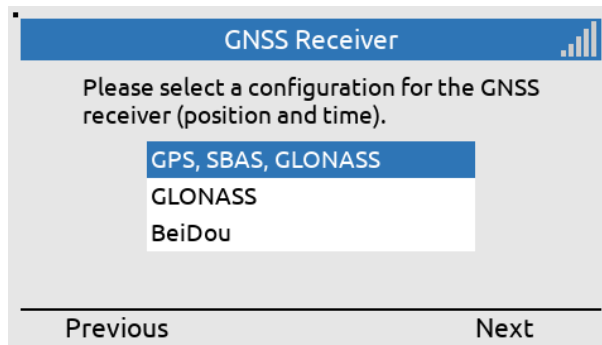 GNSS Receiver
Please select a configuration for the GNSS
receiver (position and time).
GPS, SBAS, GLONASS
GLONASS
BeiDou
Previous Next